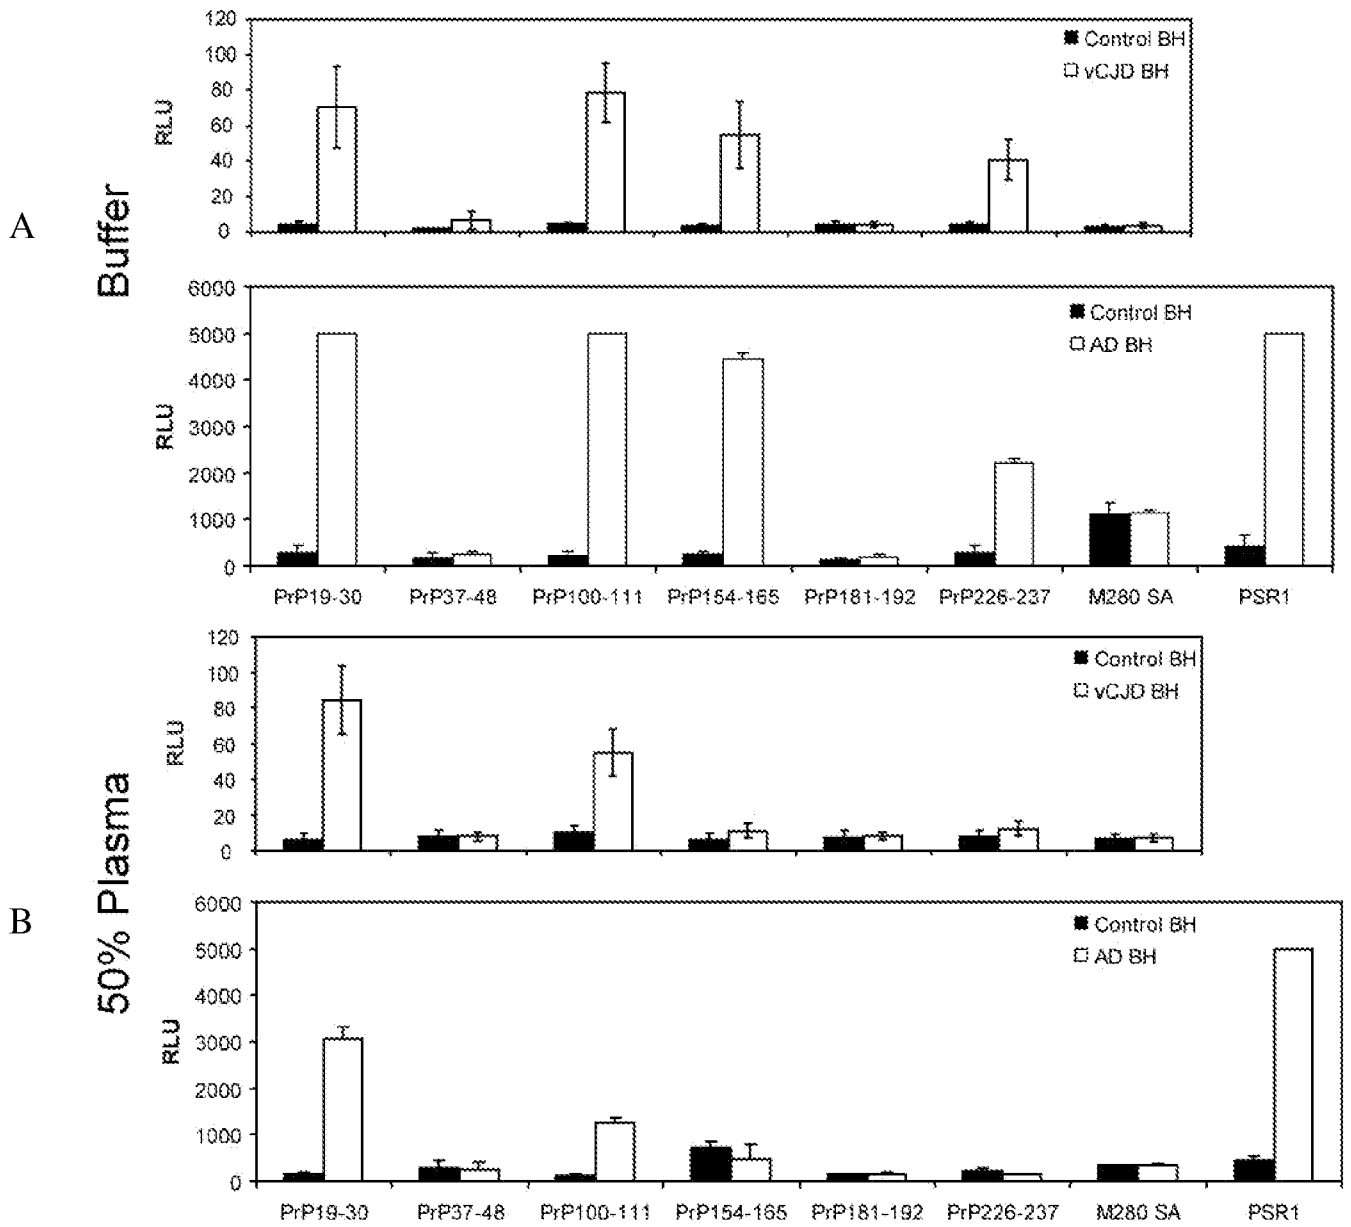 A
Buffer
RLU
120
100
80
60
40
20
0
Control BH
vCJD BH
RLU
6000
5000
4000
3000
2000
1000
0
Control BH
AD BH
PrP19-30 PrP37-48 PrP100-111 PrP154-165 PrP181-192 PrP226-237 M280 SA PSR1
B
50% Plasma
RLU
120
100
80
60
40
20
0
Control BH
vCJD BH
RLU
6000
5000
4000
3000
2000
1000
0
Control BH
AD BH
PrP19-30 PrP37-48 PrP100-111 PrP154-165 PrP181-192 PrP226-237 M280 SA PSR1